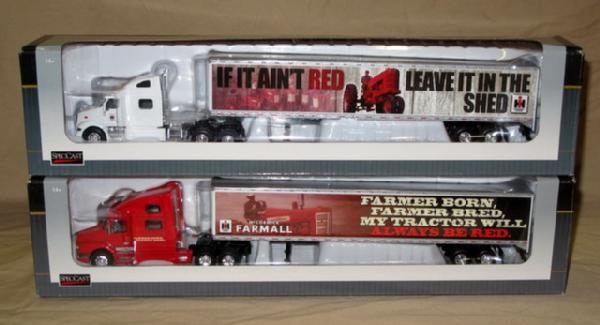 IF IT AIN'T RED
LEAVE IT IN THE
SHED
SPECCAST
FARMER BORN,
FARMER BRED,
MY TRACTOR WILL
ALWAYS BE RED.
McCORMICK
FARMALL
SPECCAST